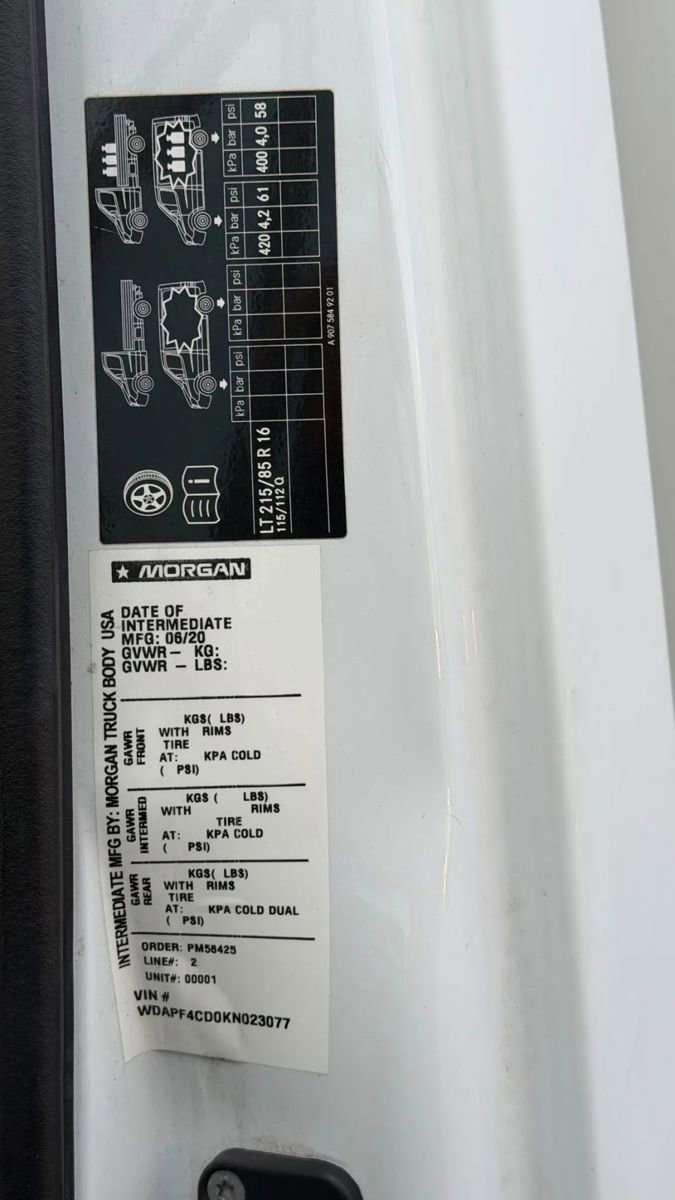 LT 215/85 R 16
115/112 Q
kPa bar psi
kPa bar psi
kPa bar psi
420 4,2 61
kPa bar psi
400 4,0 58
A 907 584 92 01
MORGAN
INTERMEDIATE MFG BY: MORGAN TRUCK BODY USA
DATE OF
INTERMEDIATE
MFG: 06/20
GVWR- KG:
GVWR - LBS:
GAWR
FRONT
KGS( LBS)
WITH RIMS
TIRE
AT: KPA COLD
( PSI)
GAWR
INTERMED
KGS ( LBS)
WITH RIMS
TIRE
AT: KPA COLD
( PSI)
GAWR
REAR
KGS( LBS)
WITH RIMS
TIRE
AT: KPA COLD DUAL
( PSI)
ORDER: PM58425
LINE#: 2
UNIT#: 00001
VIN #
WDAPF4CD0KN023077